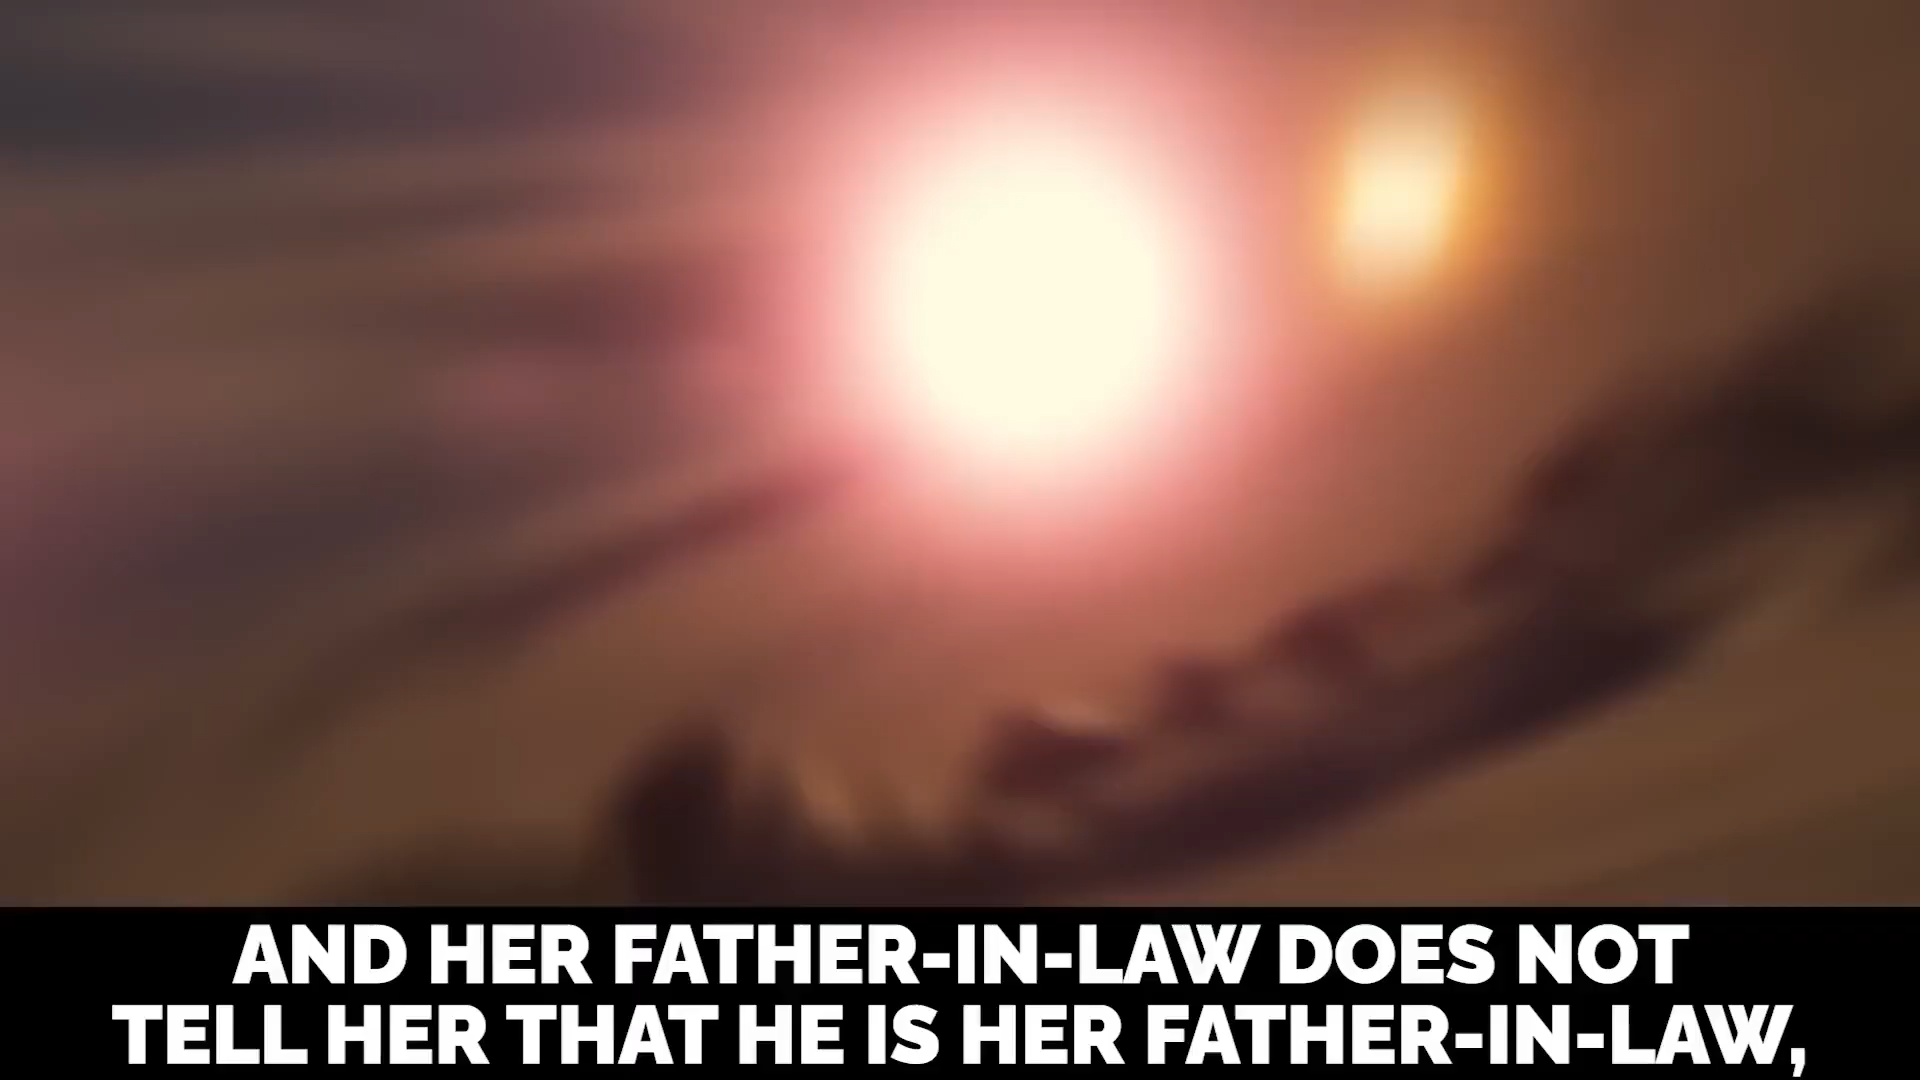 AND HER FATHER-IN-LAW DOES NOT
TELL HER THAT HE IS HER FATHER-IN-LAW,